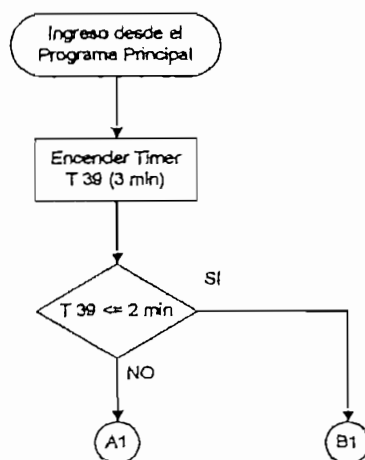 Ingreso desde el
Programa Principal
Encender Timer
T 39 (3 min)
T 39 <= 2 min
SI
NO
A1
B1